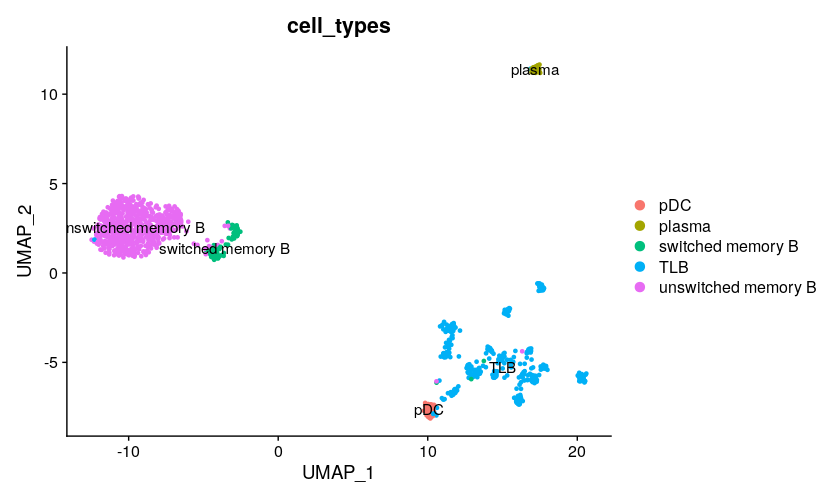 cell_types
plasma
10
5
nswitched memory B
switched memory B
0
-5
TLB
pDC
-10
0
10
20
UMAP_1
UMAP_2
pDC
plasma
switched memory B
TLB
unswitched memory B